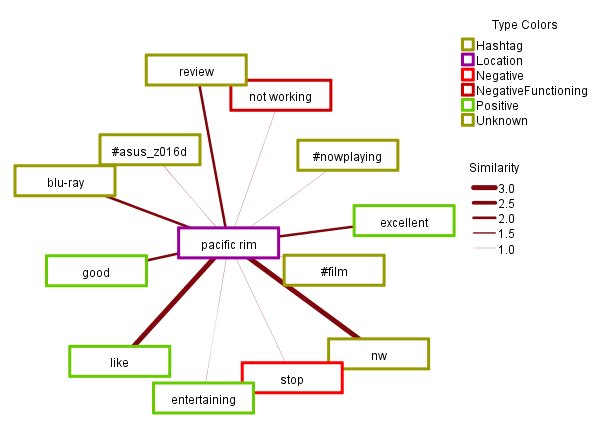 Type Colors
Hashtag
Location
Negative
NegativeFunctioning
Positive
Unknown
Similarity
3.0
2.5
2.0
1.5
1.0
review
not working
#asus_z016d
#nowplaying
blu-ray
excellent
pacific rim
good
#film
like
nw
stop
entertaining